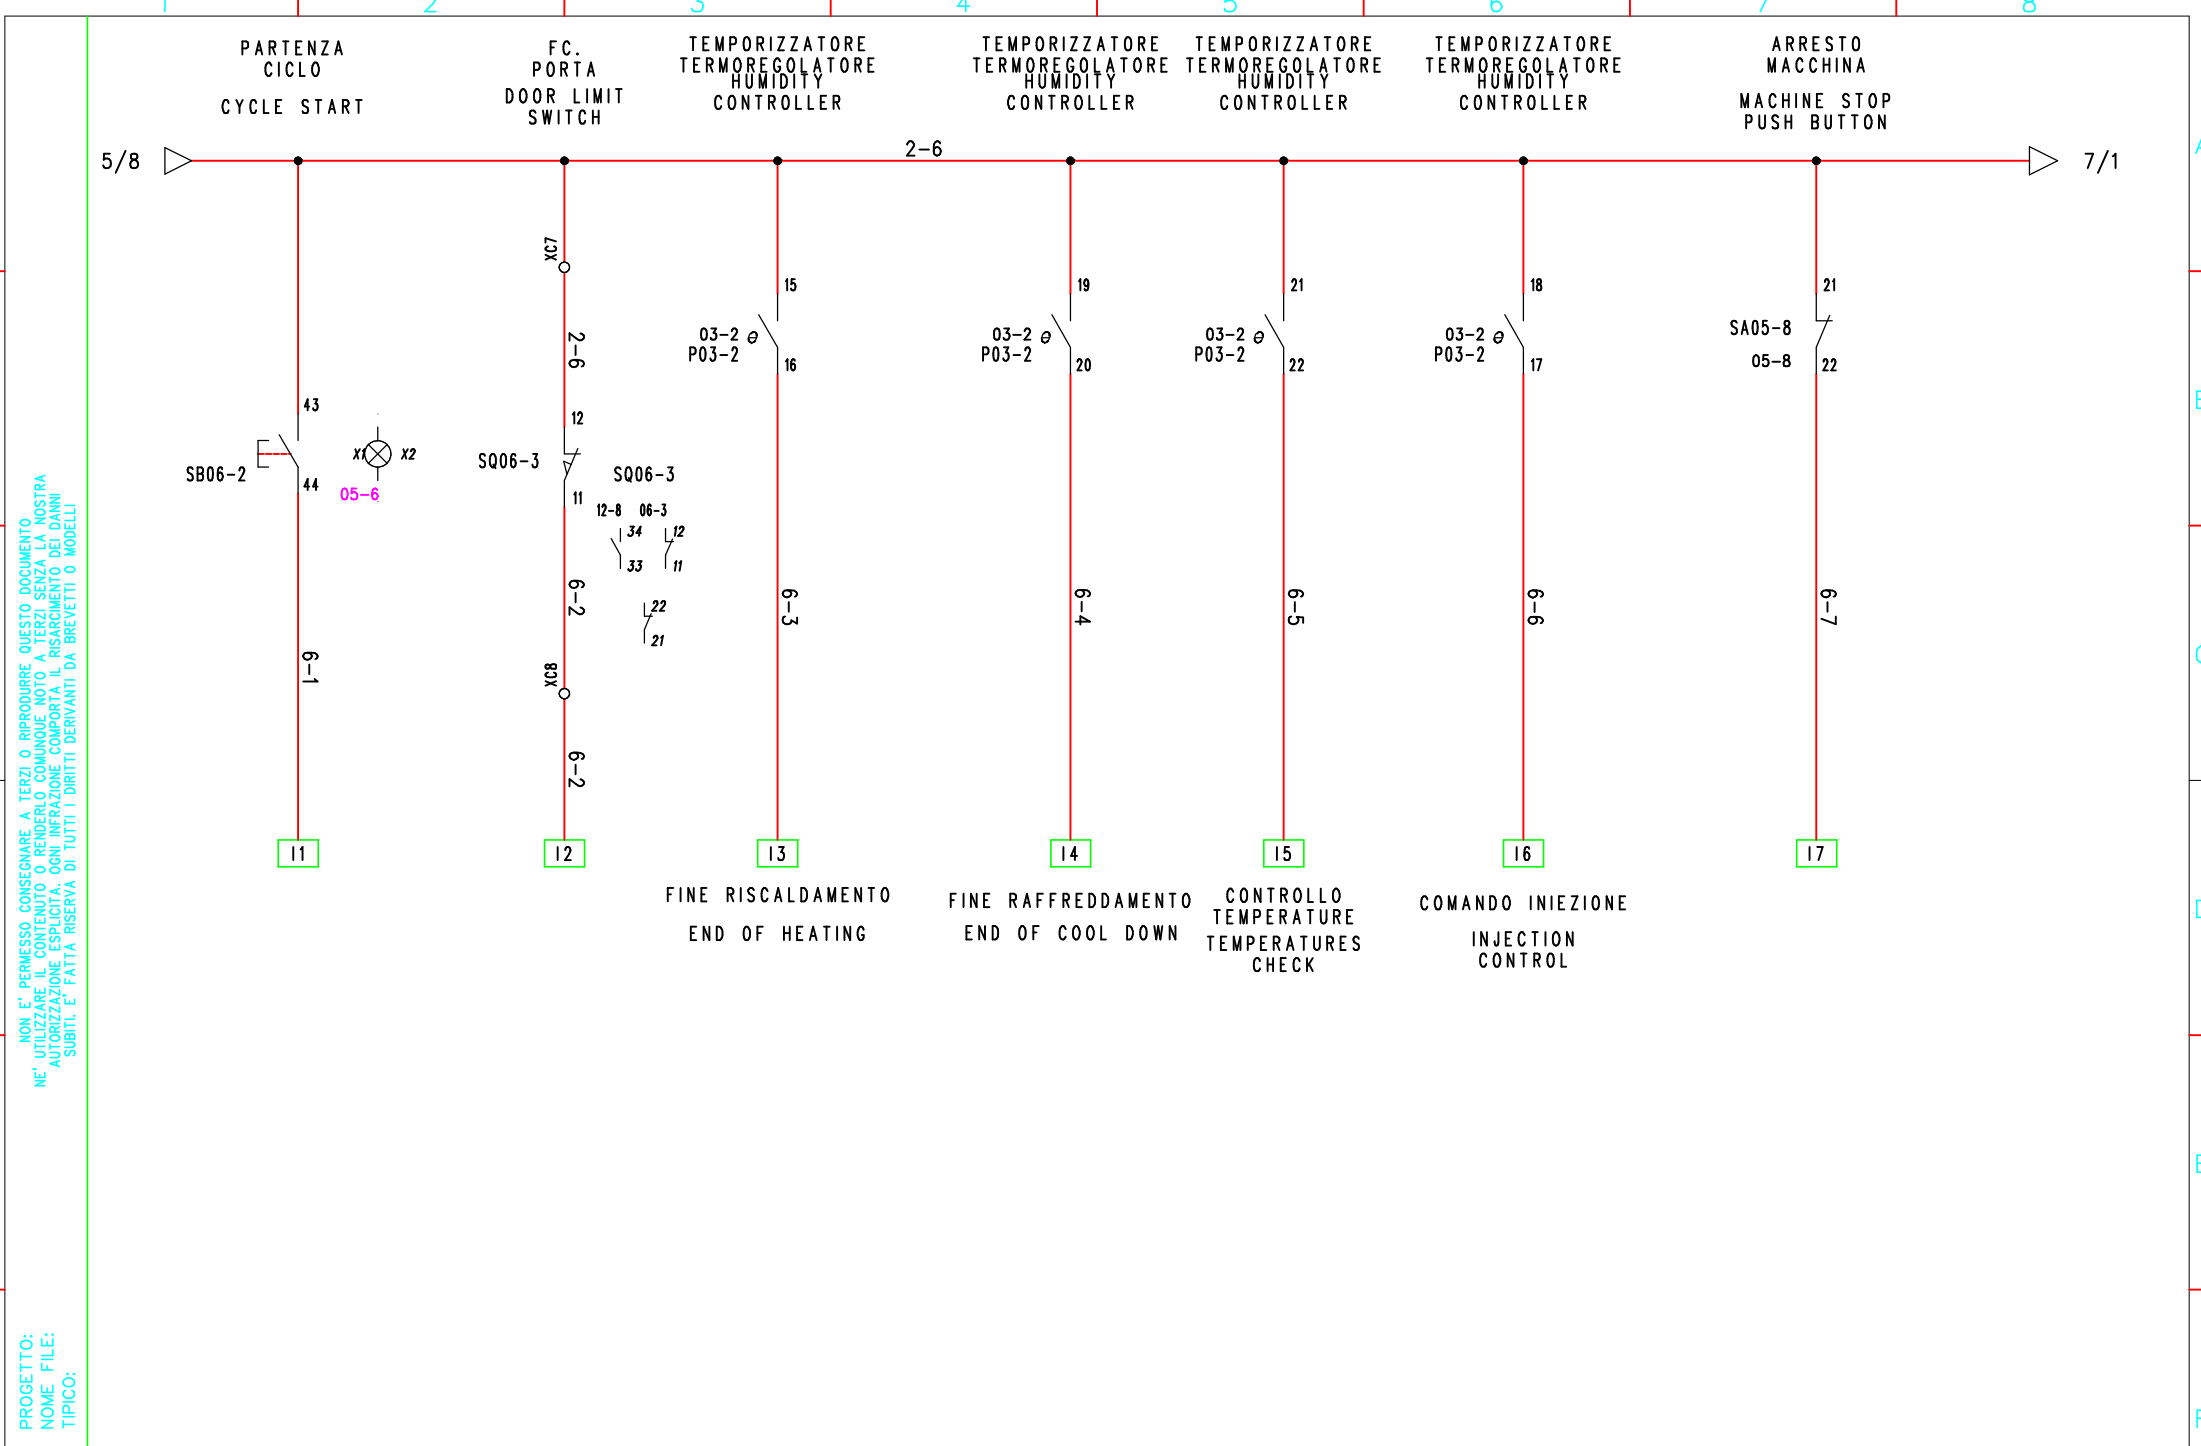 1 2 3 4 5 6 7 8
PARTENZA
CICLO
CYCLE START
FC.
PORTA
DOOR LIMIT
SWITCH
TEMPORIZZATORE
TERMOREGOLATORE
HUMIDITY
CONTROLLER
TEMPORIZZATORE
TERMOREGOLATORE
HUMIDITY
CONTROLLER
TEMPORIZZATORE
TERMOREGOLATORE
HUMIDITY
CONTROLLER
TEMPORIZZATORE
TERMOREGOLATORE
HUMIDITY
CONTROLLER
ARRESTO
MACCHINA
MACHINE STOP
PUSH BUTTON
5/8
2-6
7/1
A
43
SB06-2
44
X1 X2
05-6
6-1
I1
XC7
2-6
12
SQ06-3
11
SQ06-3
12-8 06-3
34 12
33 11
22
21
6-2
XC8
6-2
I2
15
03-2 θ
P03-2
16
6-3
I3
FINE RISCALDAMENTO
END OF HEATING
19
03-2 θ
P03-2
20
6-4
I4
FINE RAFFREDDAMENTO
END OF COOL DOWN
21
03-2 θ
P03-2
22
6-5
I5
CONTROLLO
TEMPERATURE
TEMPERATURES
CHECK
18
03-2 θ
P03-2
17
6-6
I6
COMANDO INIEZIONE
INJECTION
CONTROL
21
SA05-8
05-8
22
6-7
I7
B
C
D
E
F
NON E' PERMESSO CONSEGNARE A TERZI O RIPRODURRE QUESTO DOCUMENTO
NE' UTILIZZARE IL CONTENUTO O RENDERLO COMUNQUE NOTO A TERZI SENZA LA NOSTRA
AUTORIZZAZIONE ESPLICITA. OGNI INFRAZIONE COMPORTA IL RISARCIMENTO DEI DANNI
SUBITI. E' FATTA RISERVA DI TUTTI I DIRITTI DERIVANTI DA BREVETTI O MODELLI
PROGETTO:
NOME FILE:
TIPICO: